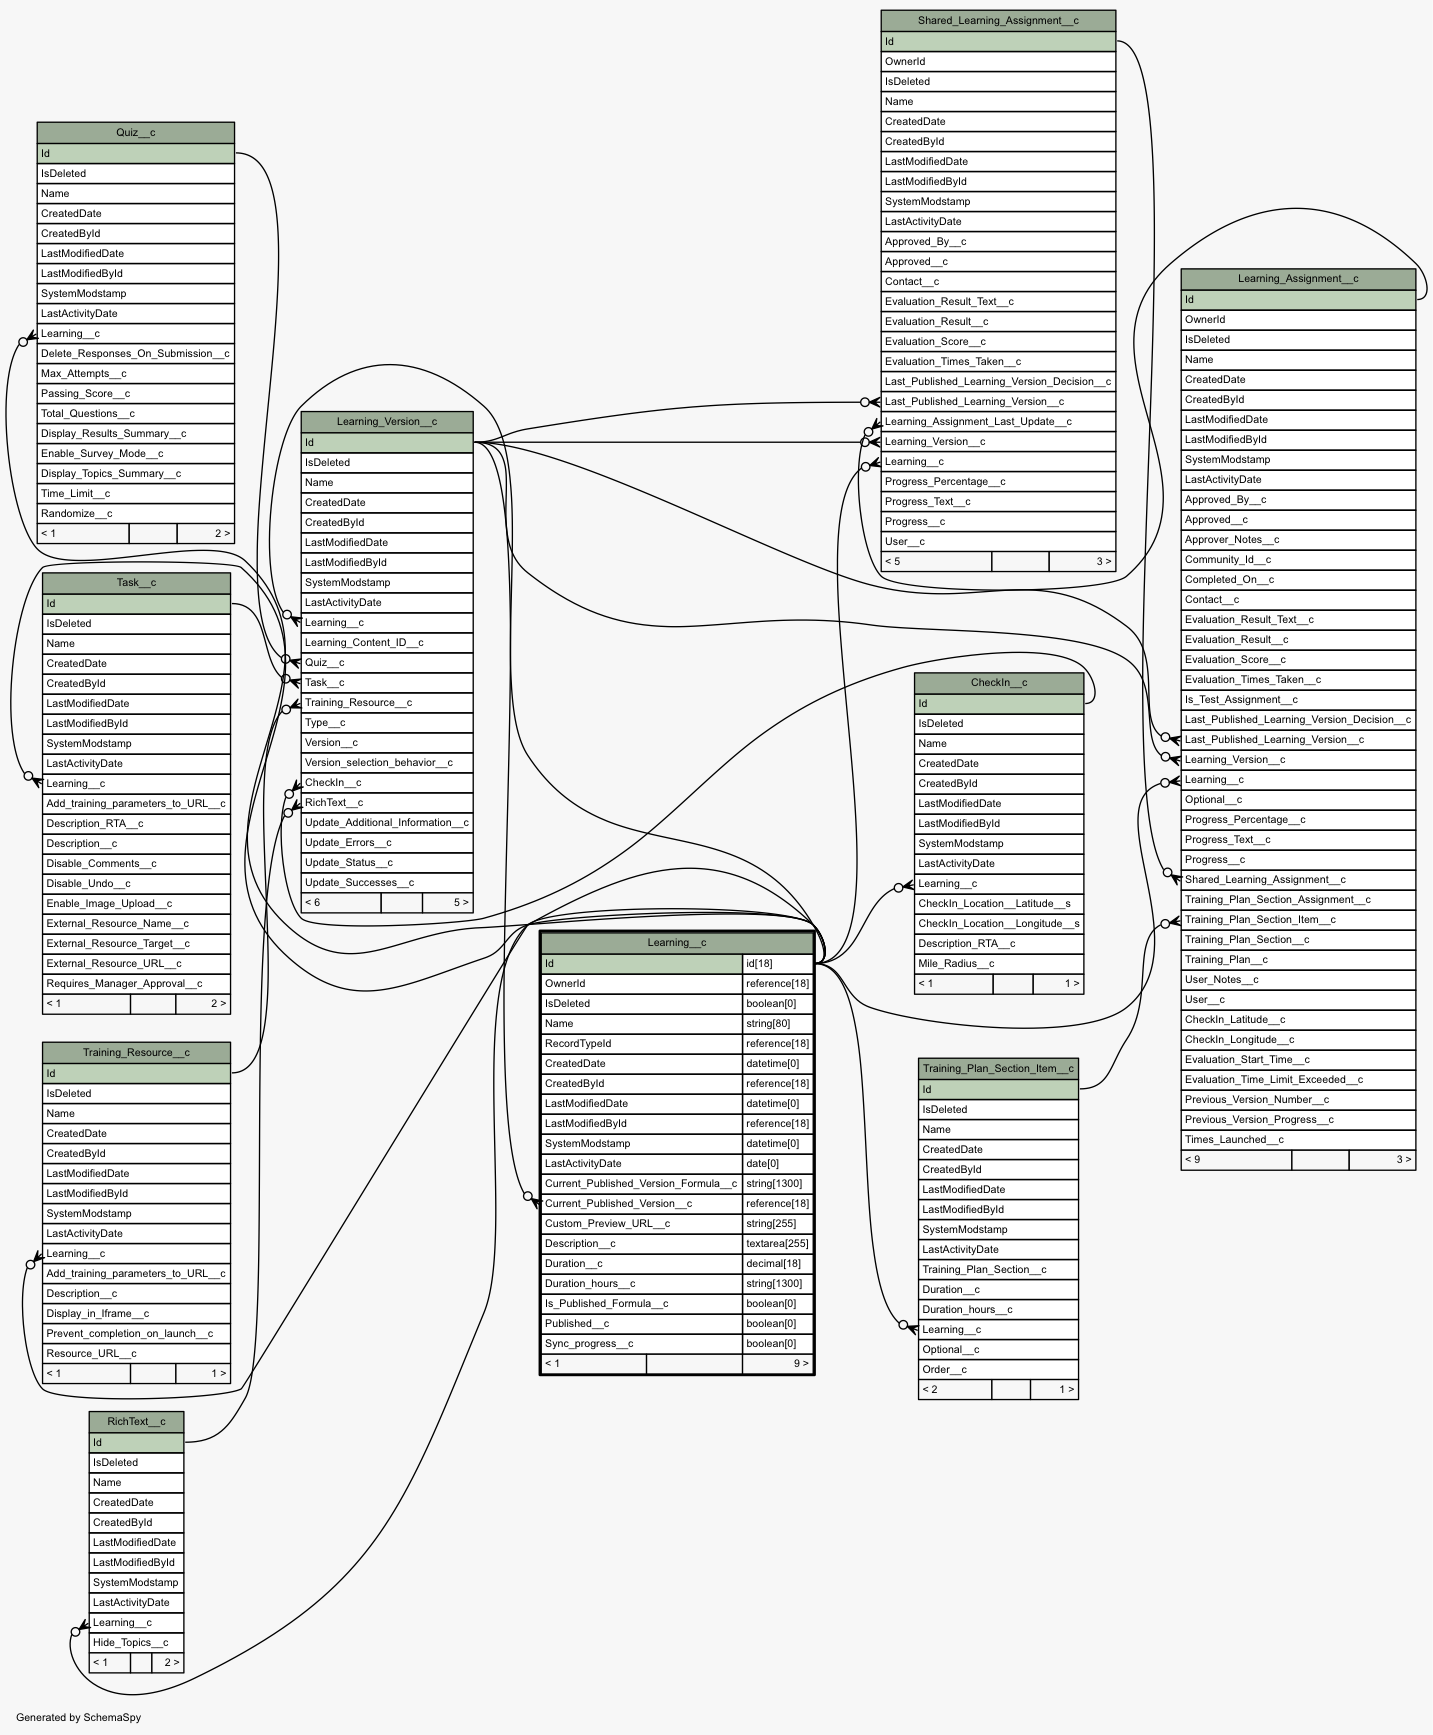 Shared_Learning_Assignment__c
Id
OwnerId
IsDeleted
Name
CreatedDate
CreatedById
LastModifiedDate
LastModifiedById
SystemModstamp
LastActivityDate
Approved_By__c
Approved__c
Contact__c
Evaluation_Result_Text__c
Evaluation_Result__c
Evaluation_Score__c
Evaluation_Times_Taken__c
Last_Published_Learning_Version_Decision__c
Last_Published_Learning_Version__c
Learning_Assignment_Last_Update__c
Learning_Version__c
Learning__c
Progress_Percentage__c
Progress_Text__c
Progress__c
User__c
< 5 3 >
Quiz__c
Id
IsDeleted
Name
CreatedDate
CreatedById
LastModifiedDate
LastModifiedById
SystemModstamp
LastActivityDate
Learning__c
Delete_Responses_On_Submission__c
Max_Attempts__c
Passing_Score__c
Total_Questions__c
Display_Results_Summary__c
Enable_Survey_Mode__c
Display_Topics_Summary__c
Time_Limit__c
Randomize__c
< 1 2 >
Learning_Assignment__c
Id
OwnerId
IsDeleted
Name
CreatedDate
CreatedById
LastModifiedDate
LastModifiedById
SystemModstamp
LastActivityDate
Approved_By__c
Approved__c
Approver_Notes__c
Community_Id__c
Completed_On__c
Contact__c
Evaluation_Result_Text__c
Evaluation_Result__c
Evaluation_Score__c
Evaluation_Times_Taken__c
Is_Test_Assignment__c
Last_Published_Learning_Version_Decision__c
Last_Published_Learning_Version__c
Learning_Version__c
Learning__c
Optional__c
Progress_Percentage__c
Progress_Text__c
Progress__c
Shared_Learning_Assignment__c
Training_Plan_Section_Assignment__c
Training_Plan_Section_Item__c
Training_Plan_Section__c
Training_Plan__c
User_Notes__c
User__c
CheckIn_Latitude__c
CheckIn_Longitude__c
Evaluation_Start_Time__c
Evaluation_Time_Limit_Exceeded__c
Previous_Version_Number__c
Previous_Version_Progress__c
Times_Launched__c
< 9 3 >
Learning_Version__c
Id
IsDeleted
Name
CreatedDate
CreatedById
LastModifiedDate
LastModifiedById
SystemModstamp
LastActivityDate
Learning__c
Learning_Content_ID__c
Quiz__c
Task__c
Training_Resource__c
Type__c
Version__c
Version_selection_behavior__c
CheckIn__c
RichText__c
Update_Additional_Information__c
Update_Errors__c
Update_Status__c
Update_Successes__c
< 6 5 >
Task__c
Id
IsDeleted
Name
CreatedDate
CreatedById
LastModifiedDate
LastModifiedById
SystemModstamp
LastActivityDate
Learning__c
Add_training_parameters_to_URL__c
Description_RTA__c
Description__c
Disable_Comments__c
Disable_Undo__c
Enable_Image_Upload__c
External_Resource_Name__c
External_Resource_Target__c
External_Resource_URL__c
Requires_Manager_Approval__c
< 1 2 >
CheckIn__c
Id
IsDeleted
Name
CreatedDate
CreatedById
LastModifiedDate
LastModifiedById
SystemModstamp
LastActivityDate
Learning__c
CheckIn_Location__Latitude__s
CheckIn_Location__Longitude__s
Description_RTA__c
Mile_Radius__c
< 1 1 >
Learning__c
Id id[18]
OwnerId reference[18]
IsDeleted boolean[0]
Name string[80]
RecordTypeId reference[18]
CreatedDate datetime[0]
CreatedById reference[18]
LastModifiedDate datetime[0]
LastModifiedById reference[18]
SystemModstamp datetime[0]
LastActivityDate date[0]
Current_Published_Version_Formula__c string[1300]
Current_Published_Version__c reference[18]
Custom_Preview_URL__c string[255]
Description__c textarea[255]
Duration__c decimal[18]
Duration_hours__c string[1300]
Is_Published_Formula__c boolean[0]
Published__c boolean[0]
Sync_progress__c boolean[0]
< 1 9 >
Training_Resource__c
Id
IsDeleted
Name
CreatedDate
CreatedById
LastModifiedDate
LastModifiedById
SystemModstamp
LastActivityDate
Learning__c
Add_training_parameters_to_URL__c
Description__c
Display_in_Iframe__c
Prevent_completion_on_launch__c
Resource_URL__c
< 1 1 >
Training_Plan_Section_Item__c
Id
IsDeleted
Name
CreatedDate
CreatedById
LastModifiedDate
LastModifiedById
SystemModstamp
LastActivityDate
Training_Plan_Section__c
Duration__c
Duration_hours__c
Learning__c
Optional__c
Order__c
< 2 1 >
RichText__c
Id
IsDeleted
Name
CreatedDate
CreatedById
LastModifiedDate
LastModifiedById
SystemModstamp
LastActivityDate
Learning__c
Hide_Topics__c
< 1 2 >
Generated by SchemaSpy